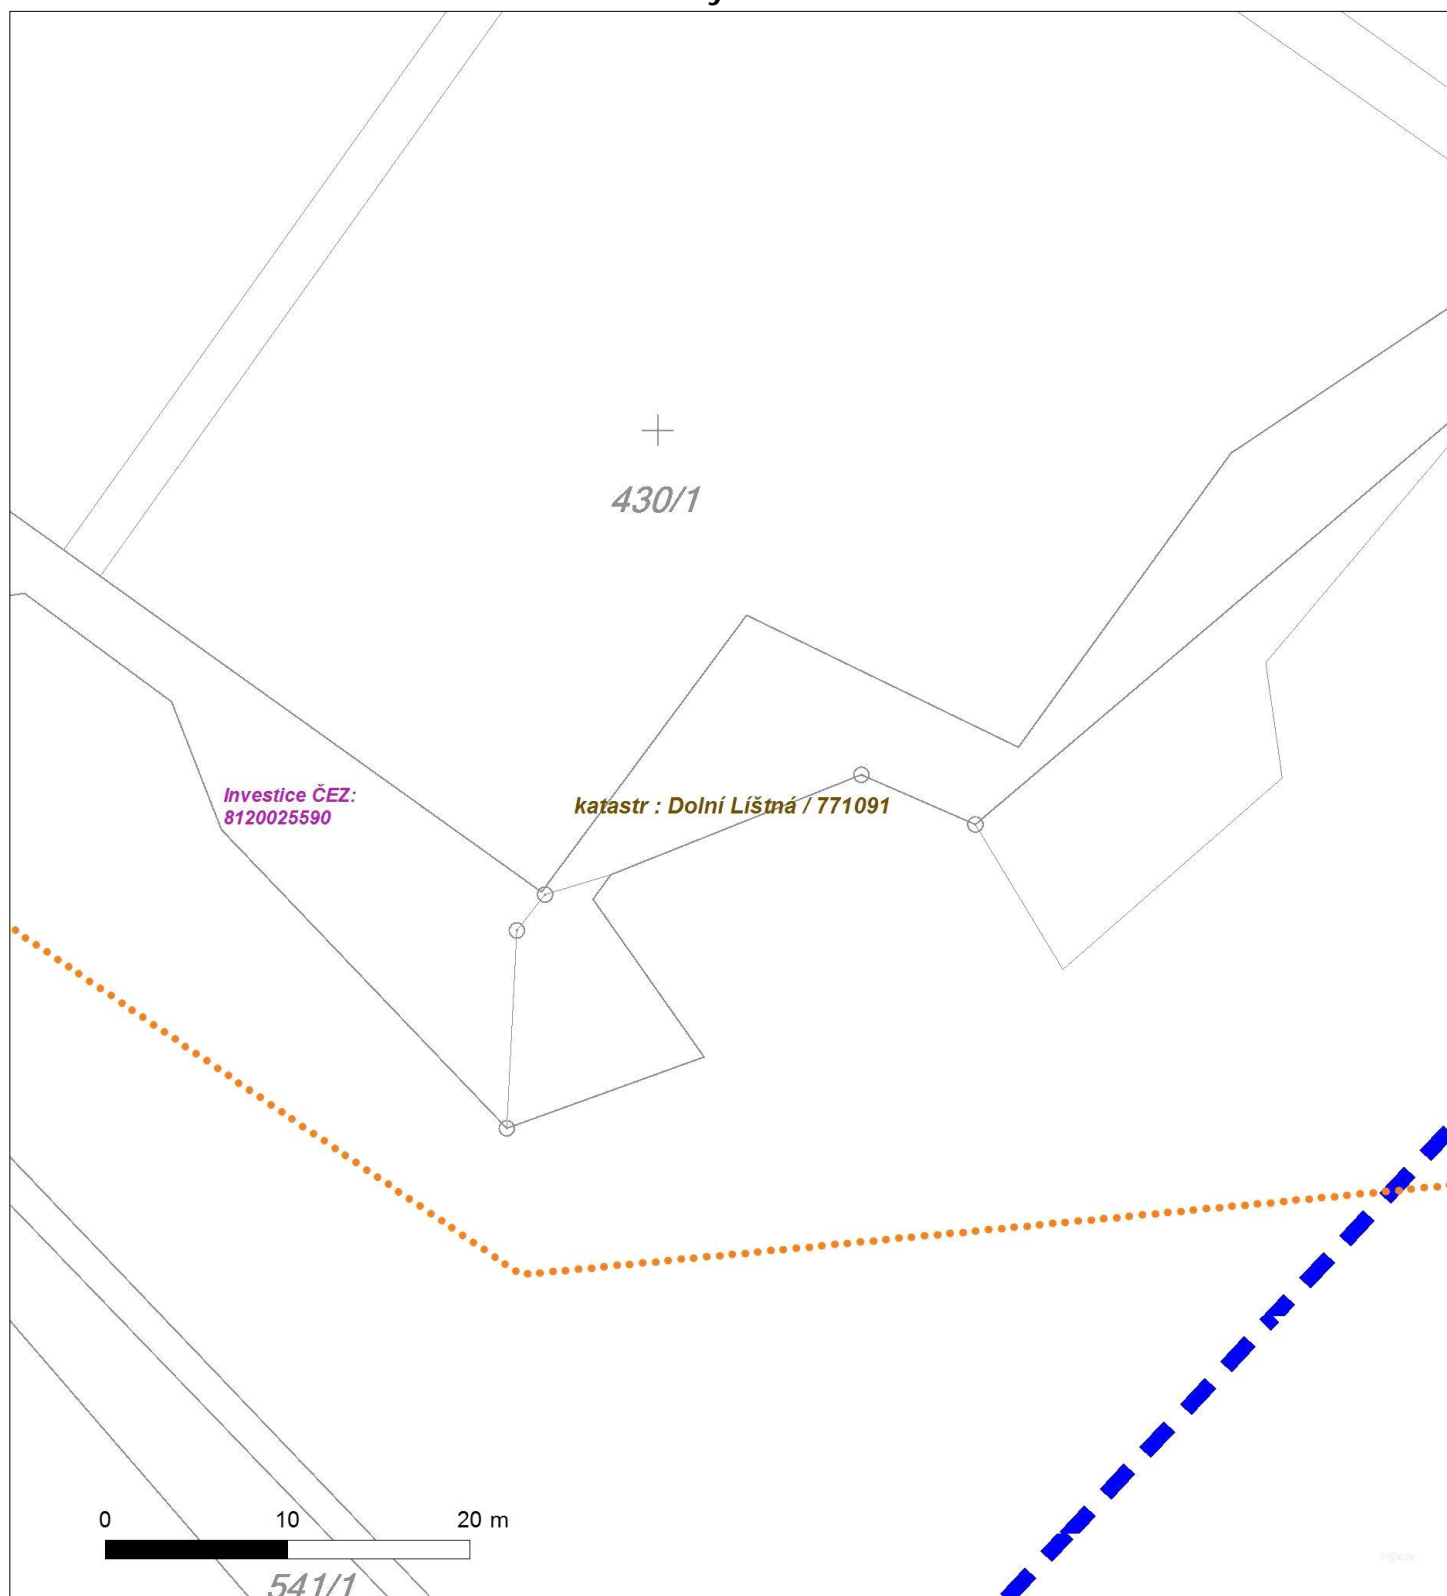 430/1
Investice ČEZ:
8120025590
katastr : Dolní Líštná / 771091
0 10 20 m
541/1